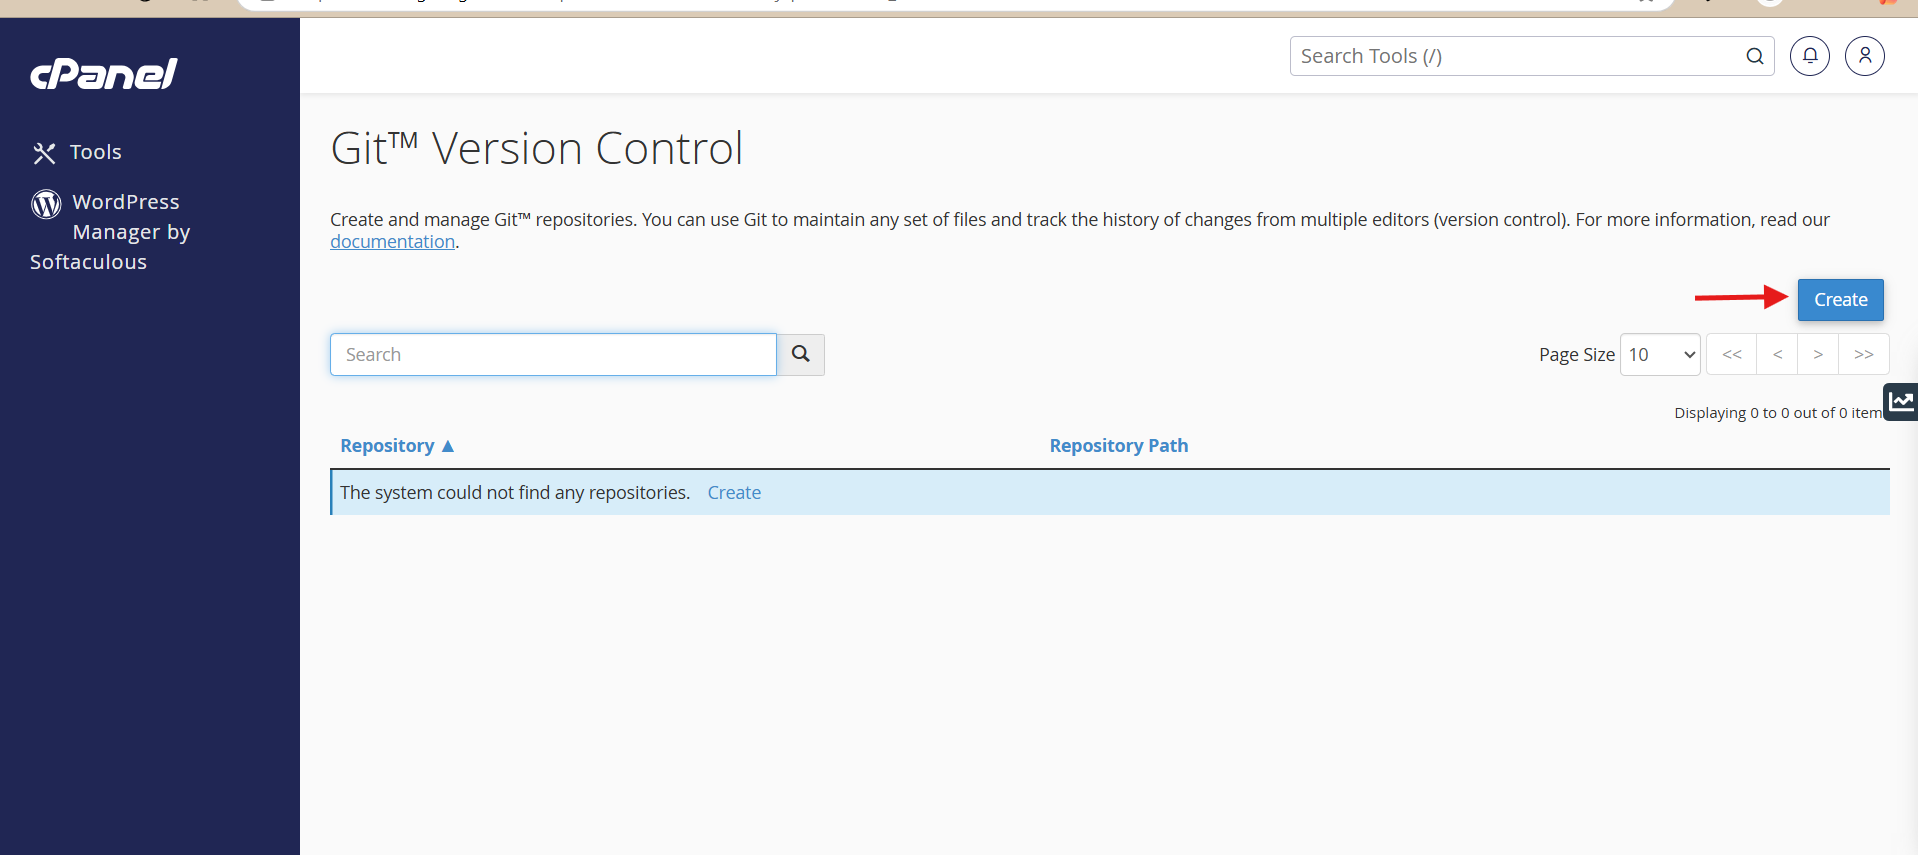 cPanel
Search Tools (/)
Tools
WordPress
Manager by
Softaculous
Git™ Version Control
Create and manage Git™ repositories. You can use Git to maintain any set of files and track the history of changes from multiple editors (version control). For more information, read our
documentation.
Create
Search
Page Size 10 << < > >>
Displaying 0 to 0 out of 0 item
Repository ▲ Repository Path
The system could not find any repositories. Create